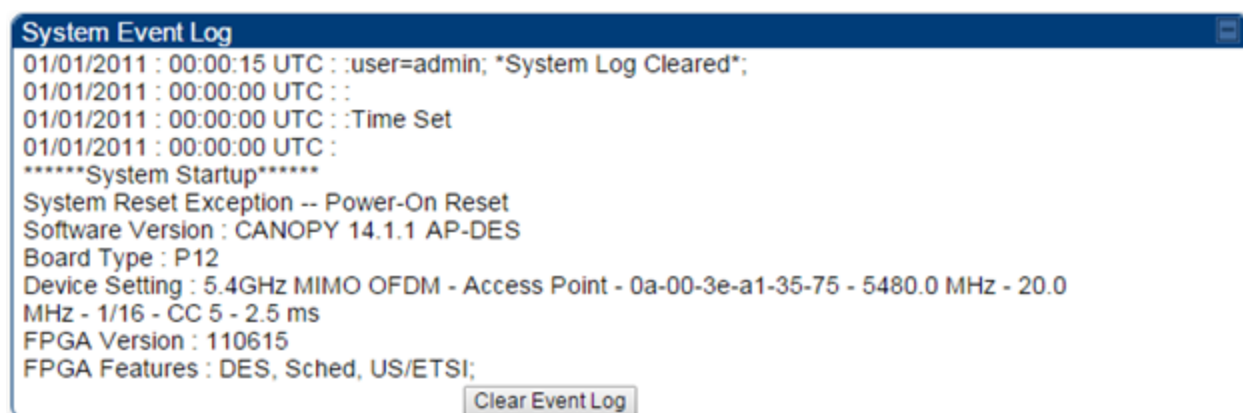 System Event Log
01/01/2011 : 00:00:15 UTC : :user=admin; *System Log Cleared*;
01/01/2011 : 00:00:00 UTC : :
01/01/2011 : 00:00:00 UTC : :Time Set
01/01/2011 : 00:00:00 UTC :
******System Startup******
System Reset Exception -- Power-On Reset
Software Version : CANOPY 14.1.1 AP-DES
Board Type : P12
Device Setting : 5.4GHz MIMO OFDM - Access Point - 0a-00-3e-a1-35-75 - 5480.0 MHz - 20.0
MHz - 1/16 - CC 5 - 2.5 ms
FPGA Version : 110615
FPGA Features : DES, Sched, US/ETSI;
Clear Event Log